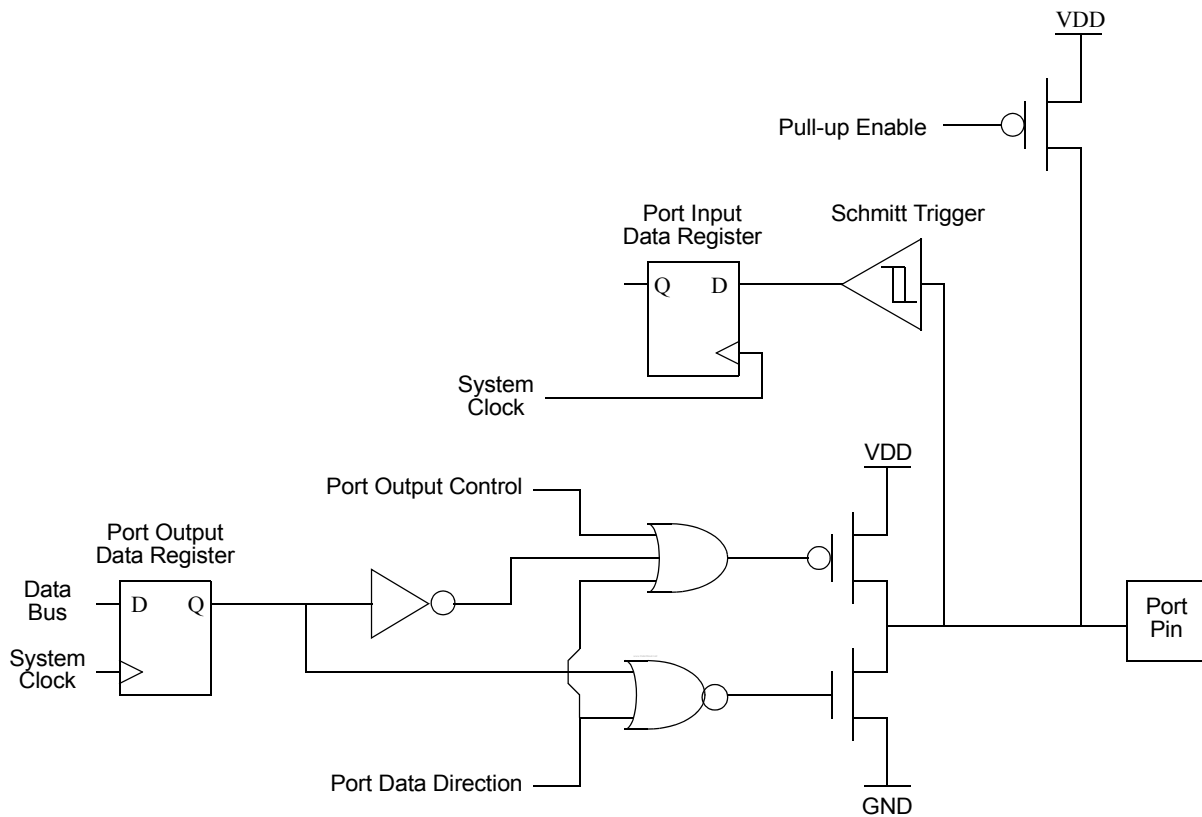 VDD
Pull-up Enable
Port Input
Data Register
Schmitt Trigger
Q D
System
Clock
VDD
Port Output Control
Port Output
Data Register
Data
Bus
D Q
System
Clock
Port
Pin
Port Data Direction
GND